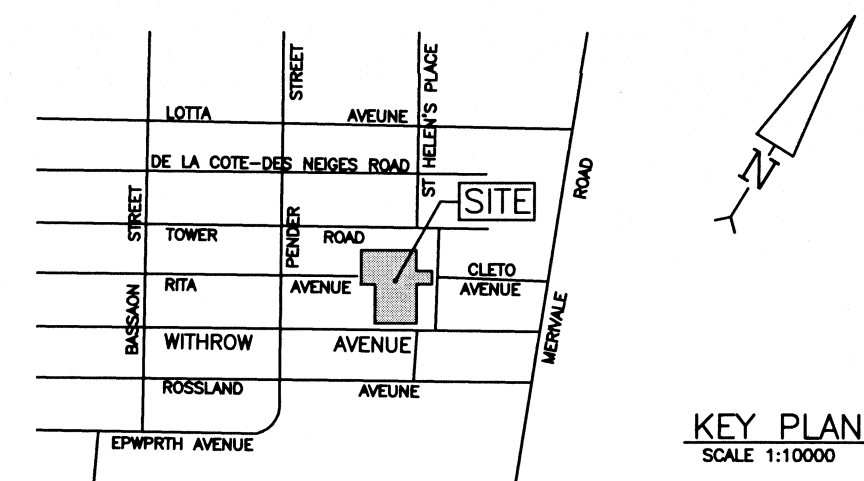 STREET
ST HELEN'S PLACE
LOTTA AVEUNE
DE LA COTE-DES NEIGES ROAD
ROAD
SITE
N
STREET
PENDER
TOWER ROAD
CLETO
AVENUE
RITA AVENUE
BASSAON
MERIVALE
WITHROW AVENUE
ROSSLAND AVEUNE
EPWPRTH AVENUE
KEY PLAN
SCALE 1:10000